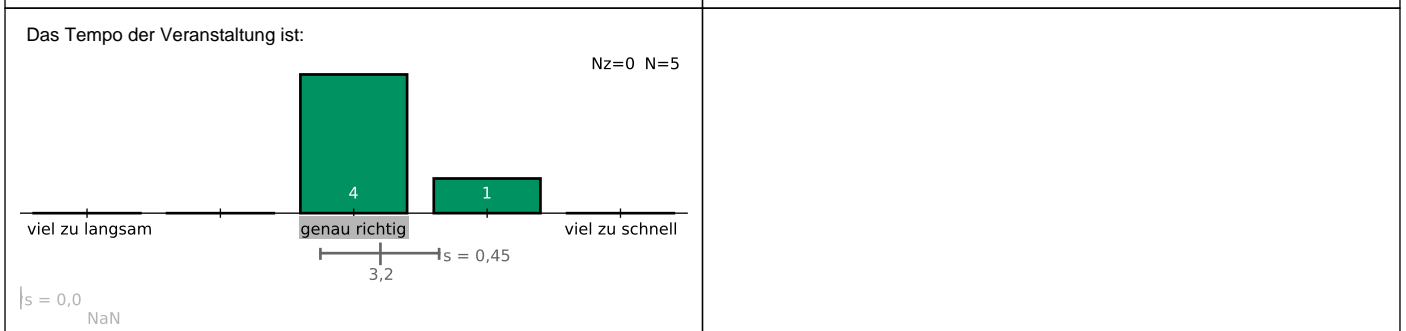 Das Tempo der Veranstaltung ist:
Nz=0 N=5
4
1
viel zu langsam
genau richtig
viel zu schnell
s = 0,45
3,2
s = 0,0
NaN